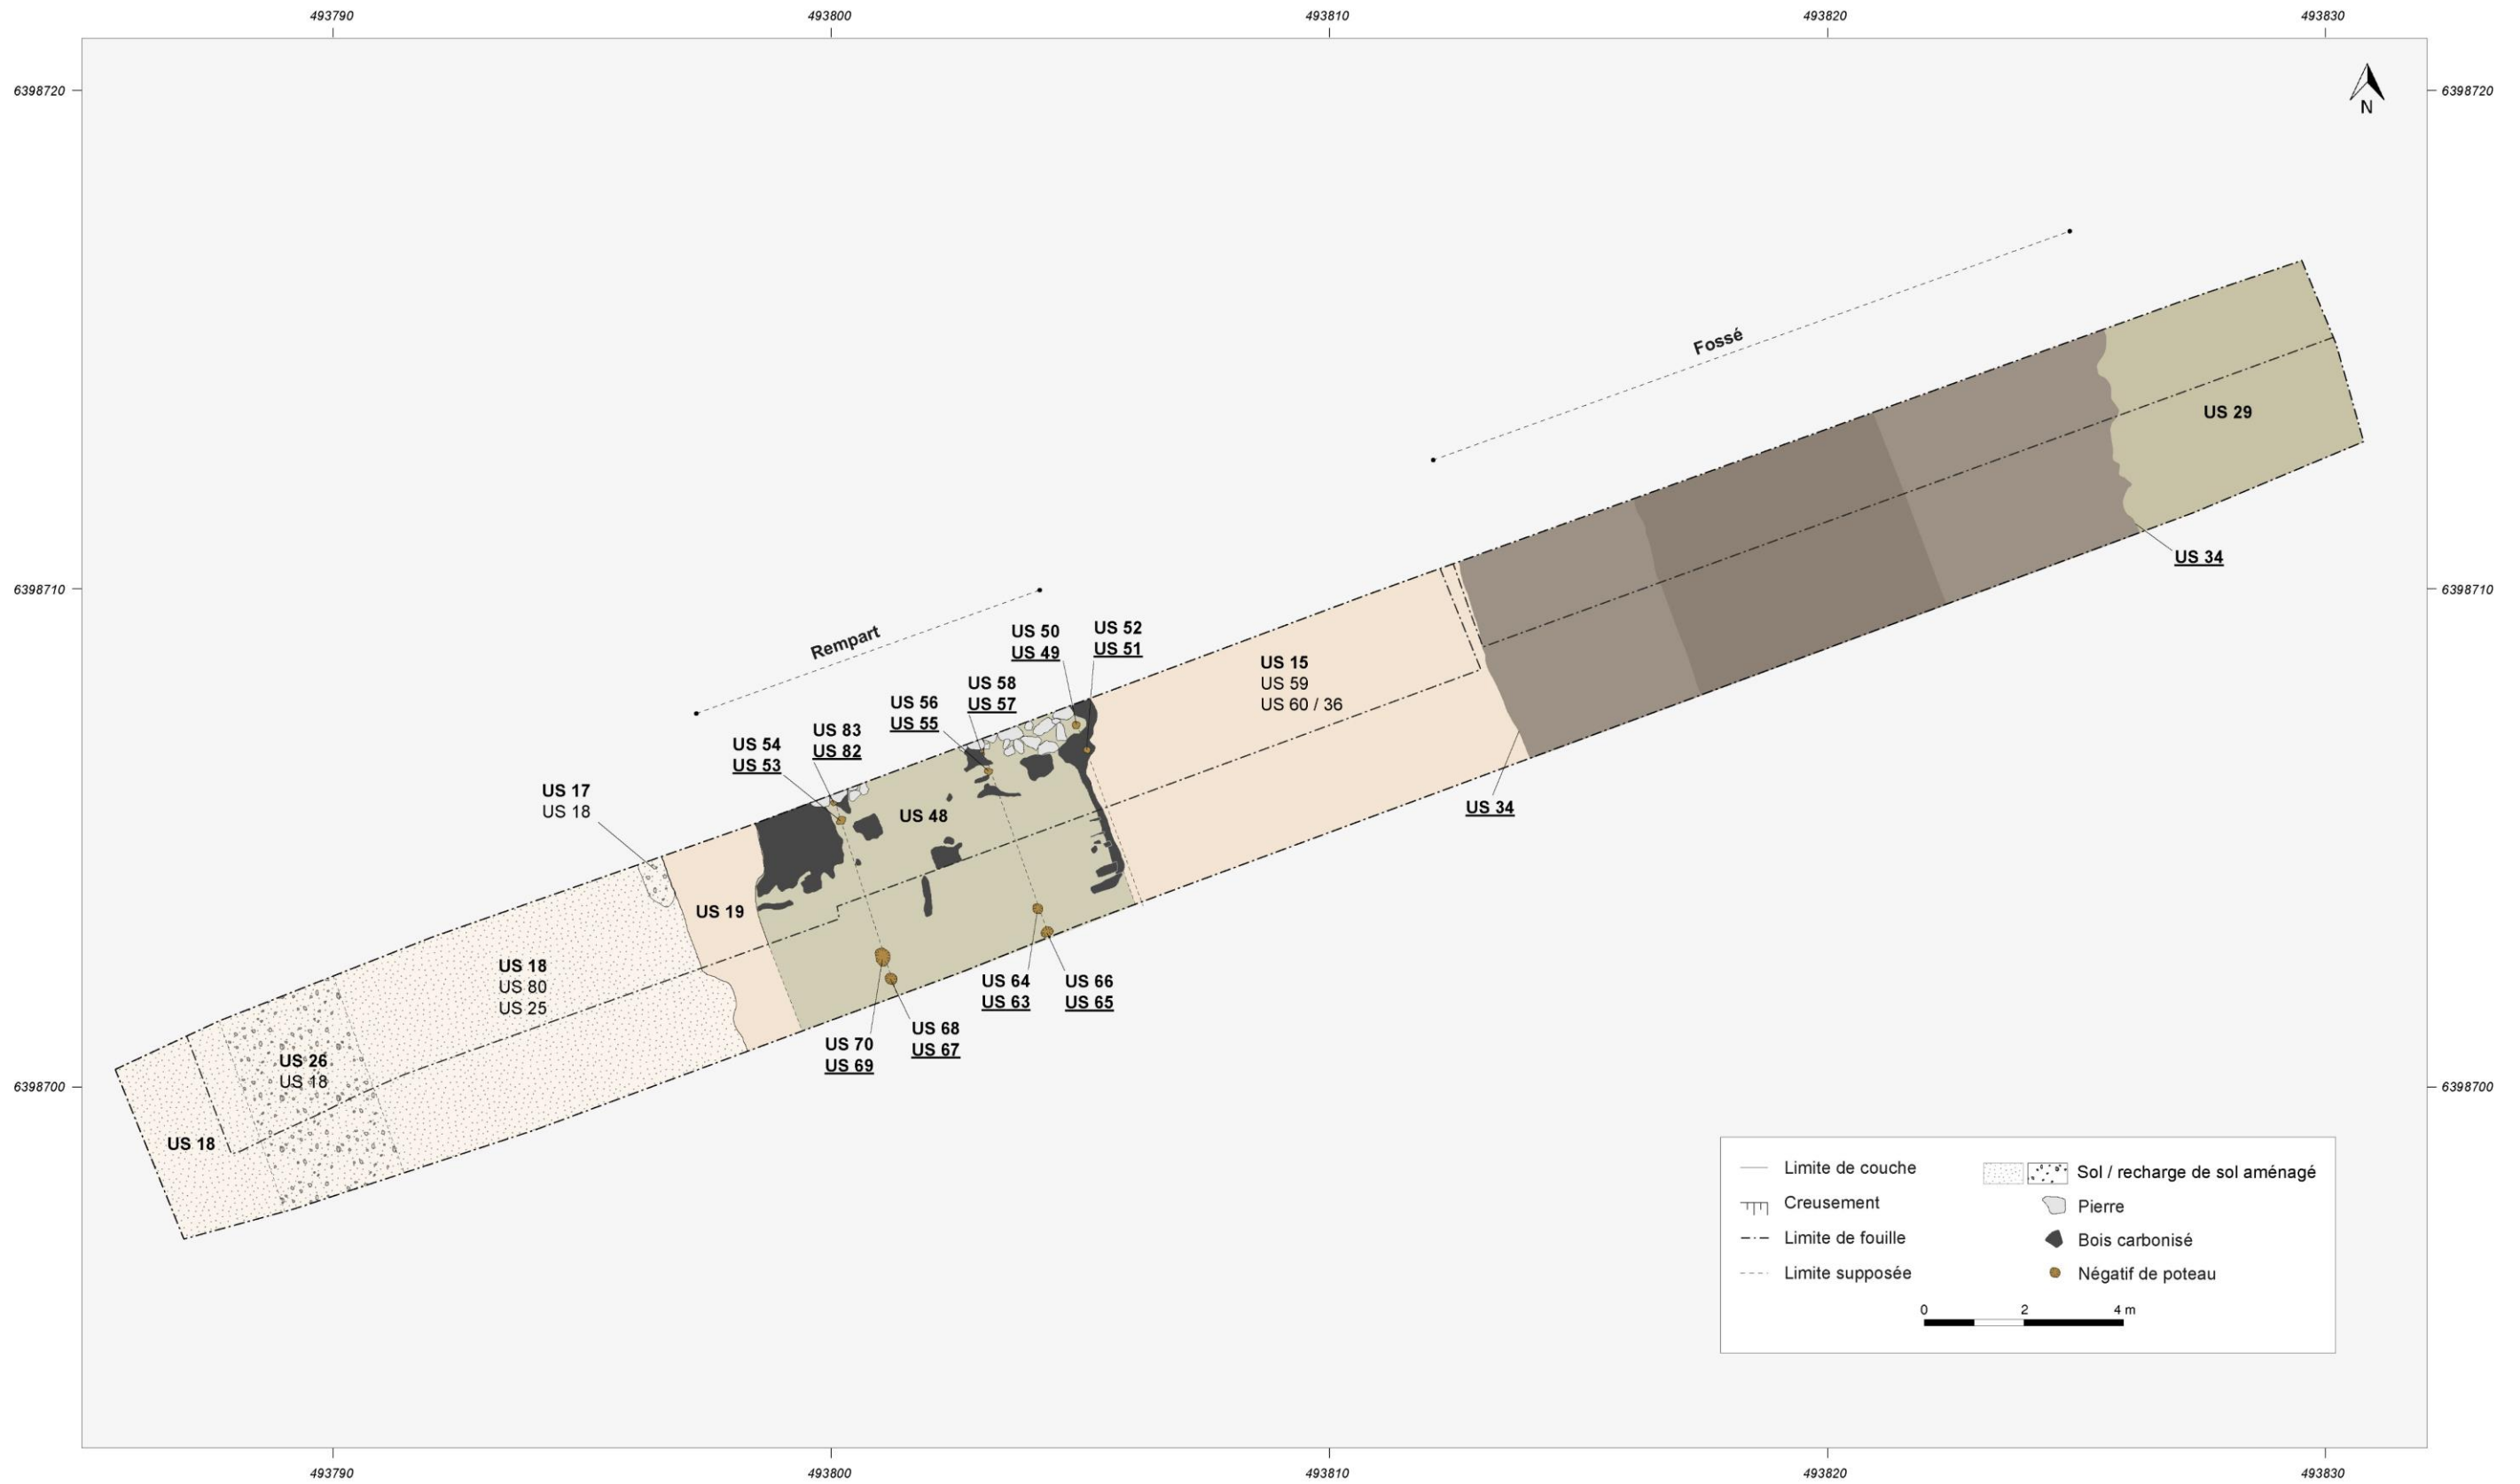 493790 493800 493810 493820 493830
6398720 6398720
N
Fossé
US 29
US 34
6398710 6398710
Rempart
US 50
US 49
US 52
US 51
US 15
US 59
US 60 / 36
US 58
US 57
US 56
US 55
US 83
US 82
US 54
US 53
US 17
US 18
US 48
US 34
US 19
US 18
US 80
US 25
US 64
US 63
US 66
US 65
US 68
US 67
US 70
US 69
US 26
US 18
6398700 6398700
US 18
Limite de couche
Creusement
Limite de fouille
Limite supposée
Sol / recharge de sol aménagé
Pierre
Bois carbonisé
Négatif de poteau
0 2 4 m
493790 493800 493810 493820 493830